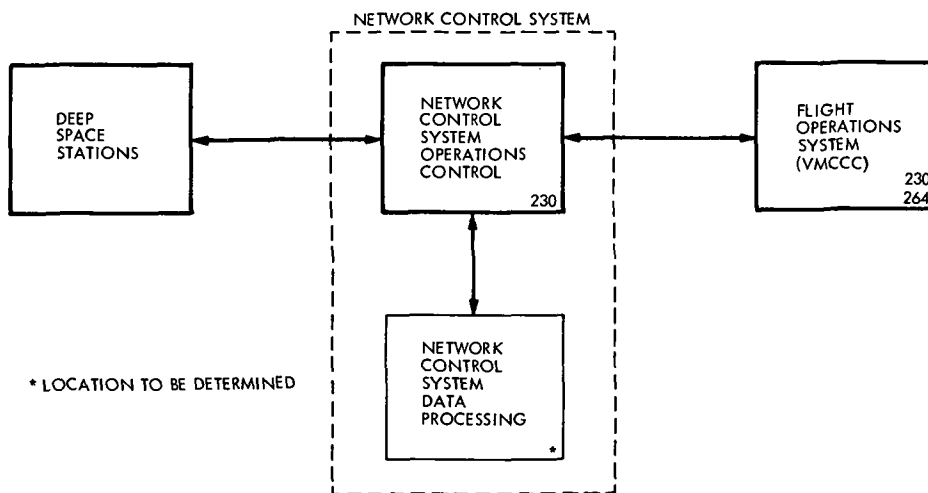 NETWORK CONTROL SYSTEM
DEEP
SPACE
STATIONS
NETWORK
CONTROL
SYSTEM
OPERATIONS
CONTROL
230
FLIGHT
OPERATIONS
SYSTEM
(VMCCC)
230
264
NETWORK
CONTROL
SYSTEM
DATA
PROCESSING
*
* LOCATION TO BE DETERMINED